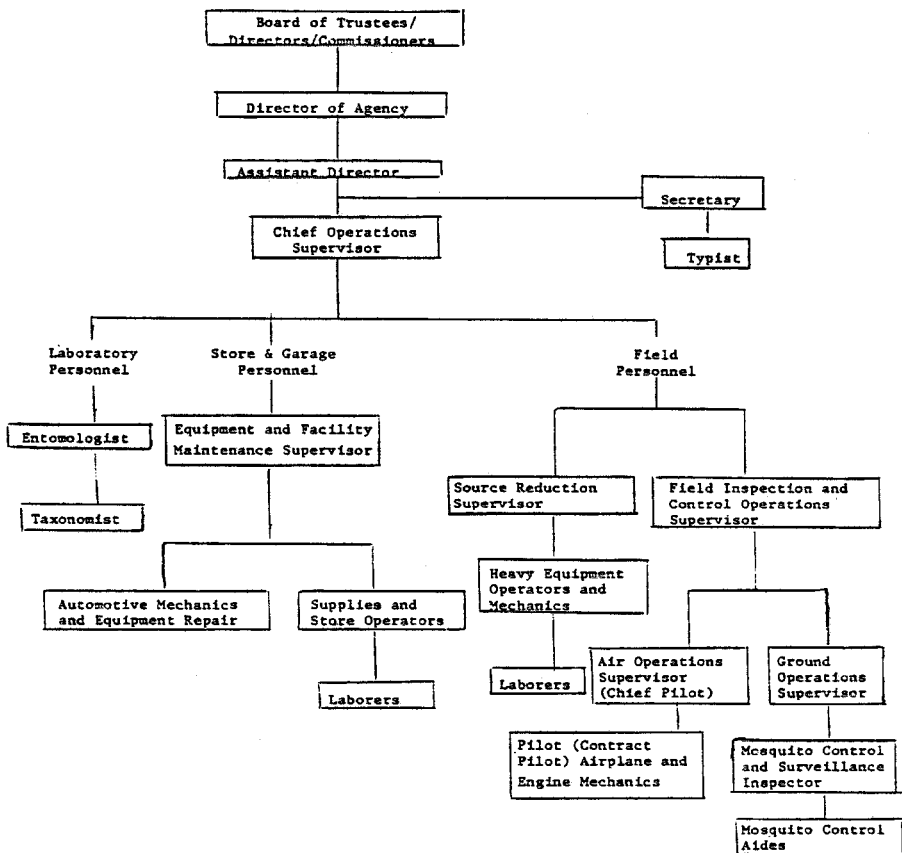 Board of Trustees/
Directors/Commissioners
Director of Agency
Assistant Director
Secretary
Chief Operations
Supervisor
Typist
Laboratory
Personnel
Store & Garage
Personnel
Field
Personnel
Entomologist
Equipment and Facility
Maintenance Supervisor
Taxonomist
Source Reduction
Supervisor
Field Inspection and
Control Operations
Supervisor
Automotive Mechanics
and Equipment Repair
Supplies and
Store Operators
Heavy Equipment
Operators and
Mechanics
Laborers
Laborers
Air Operations
Supervisor
(Chief Pilot)
Ground
Operations
Supervisor
Pilot (Contract
Pilot) Airplane and
Engine Mechanics
Mosquito Control
and Surveillance
Inspector
Mosquito Control
Aides